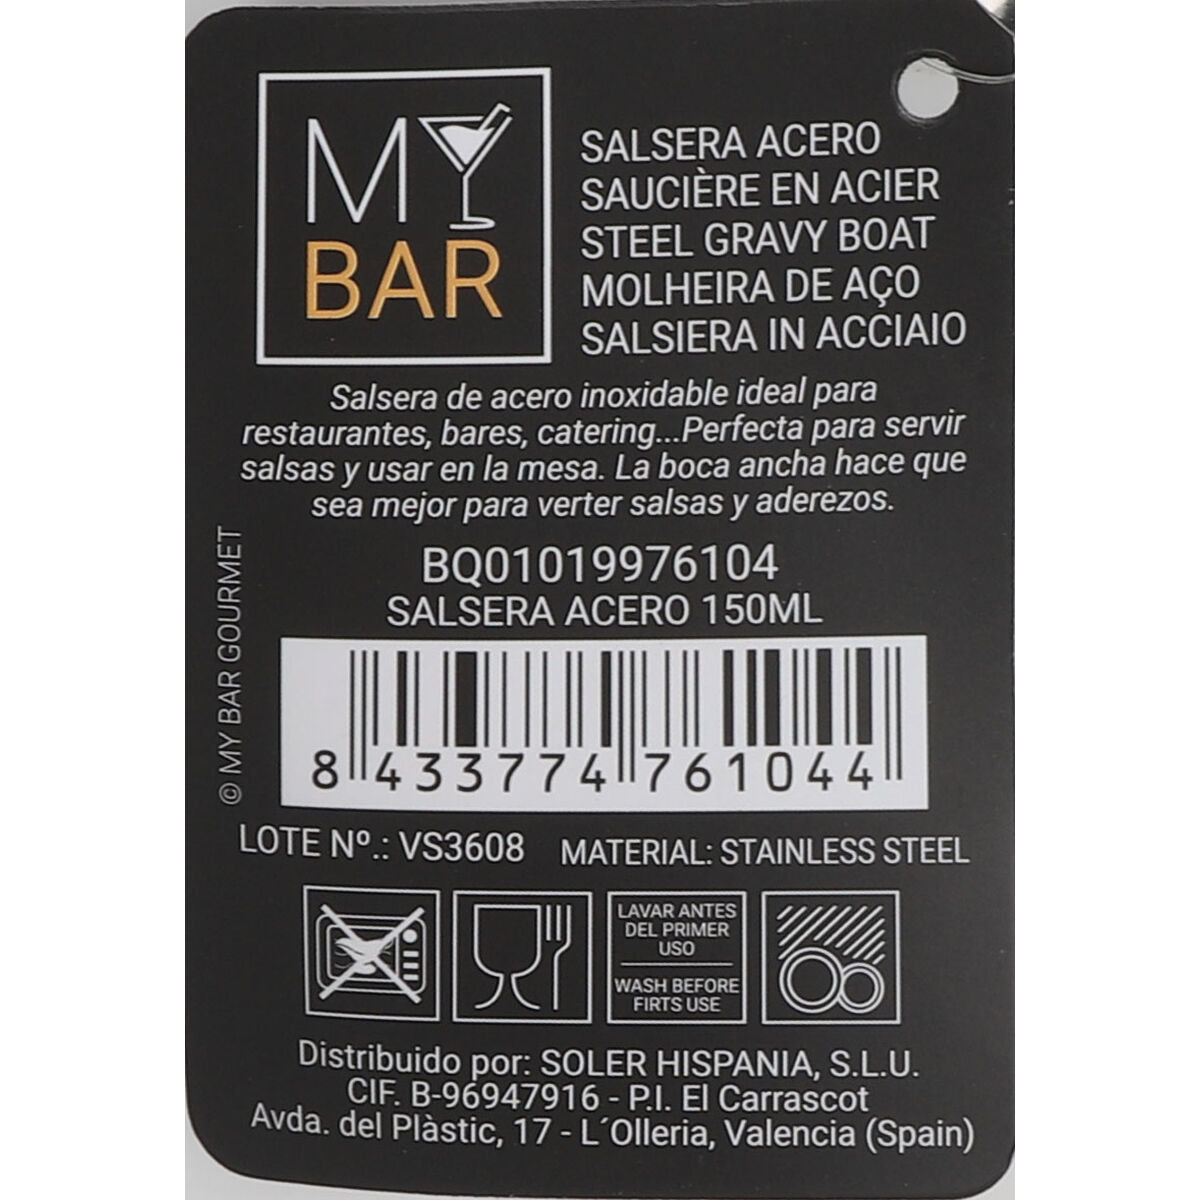 MY
BAR
SALSERA ACERO
SAUCIÈRE EN ACIER
STEEL GRAVY BOAT
MOLHEIRA DE AÇO
SALSIERA IN ACCIAIO
Salsera de acero inoxidable ideal para
restaurantes, bares, catering...Perfecta para servir
salsas y usar en la mesa. La boca ancha hace que
sea mejor para verter salsas y aderezos.
© MY BAR GOURMET
BQ01019976104
SALSERA ACERO 150ML
8 433774 761044
LOTE Nº.: VS3608 MATERIAL: STAINLESS STEEL
LAVAR ANTES
DEL PRIMER
USO
WASH BEFORE
FIRTS USE
Distribuido por: SOLER HISPANIA, S.L.U.
CIF. B-96947916 - P.I. El Carrascot
Avda. del Plàstic, 17 - L´Olleria, Valencia (Spain)